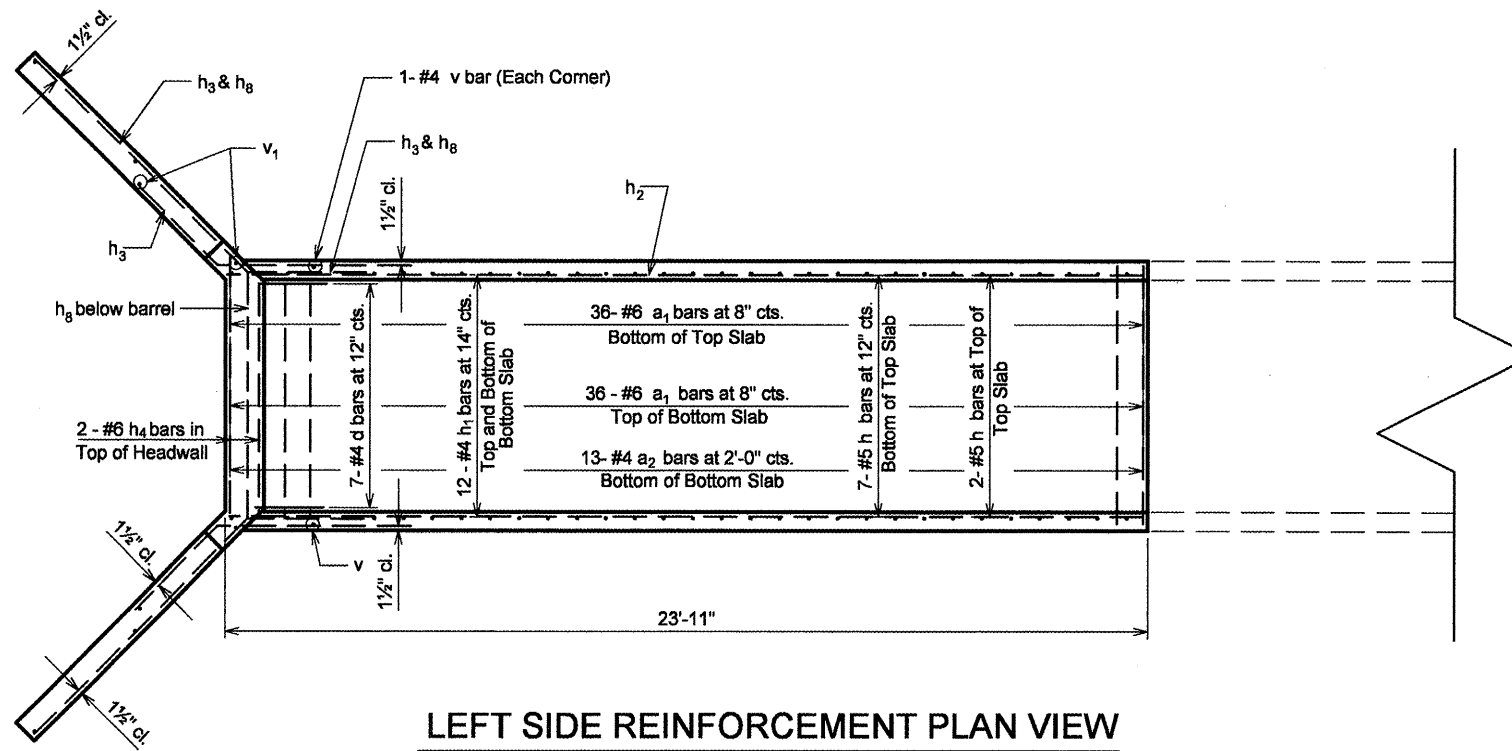 1½" cl.
h₃ & h₈
1- #4 v bar (Each Corner)
v₁
h₃ & h₈
1½" cl.
h₂
h₃
h₈ below barrel
36- #6 a₁ bars at 8" cts.
Bottom of Top Slab
36 - #6 a₁ bars at 8" cts.
Top of Bottom Slab
13- #4 a₂ bars at 2'-0" cts.
Bottom of Bottom Slab
2 - #6 h₄ bars in
Top of Headwall
7- #4 d bars at 12" cts.
12 - #4 h₁ bars at 14" cts.
Top and Bottom of
Bottom Slab
7- #5 h bars at 12" cts.
Bottom of Top Slab
2- #5 h bars at Top of
Top Slab
1½" cl.
v
1½" cl.
23'-11"
1½" cl.
LEFT SIDE REINFORCEMENT PLAN VIEW